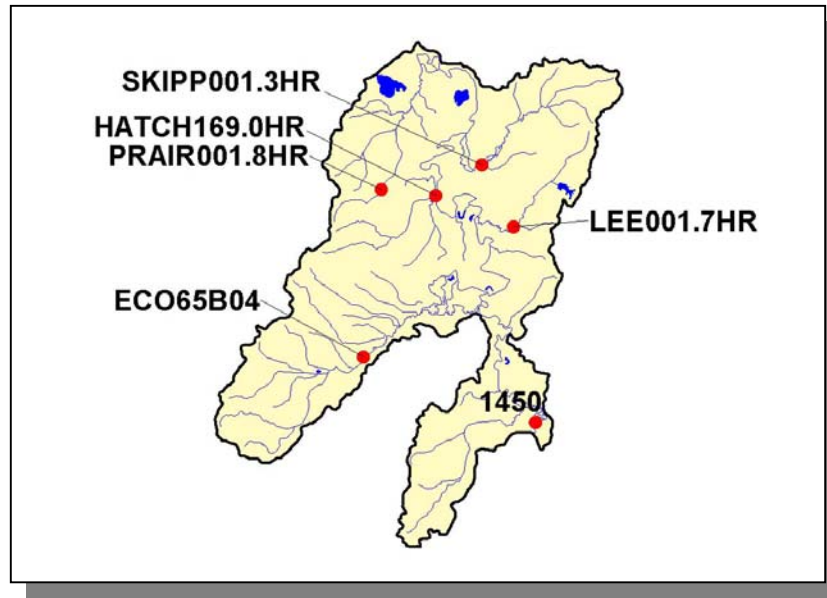 SKIPP001.3HR
HATCH169.0HR
PRAIR001.8HR
LEE001.7HR
ECO65B04
1450